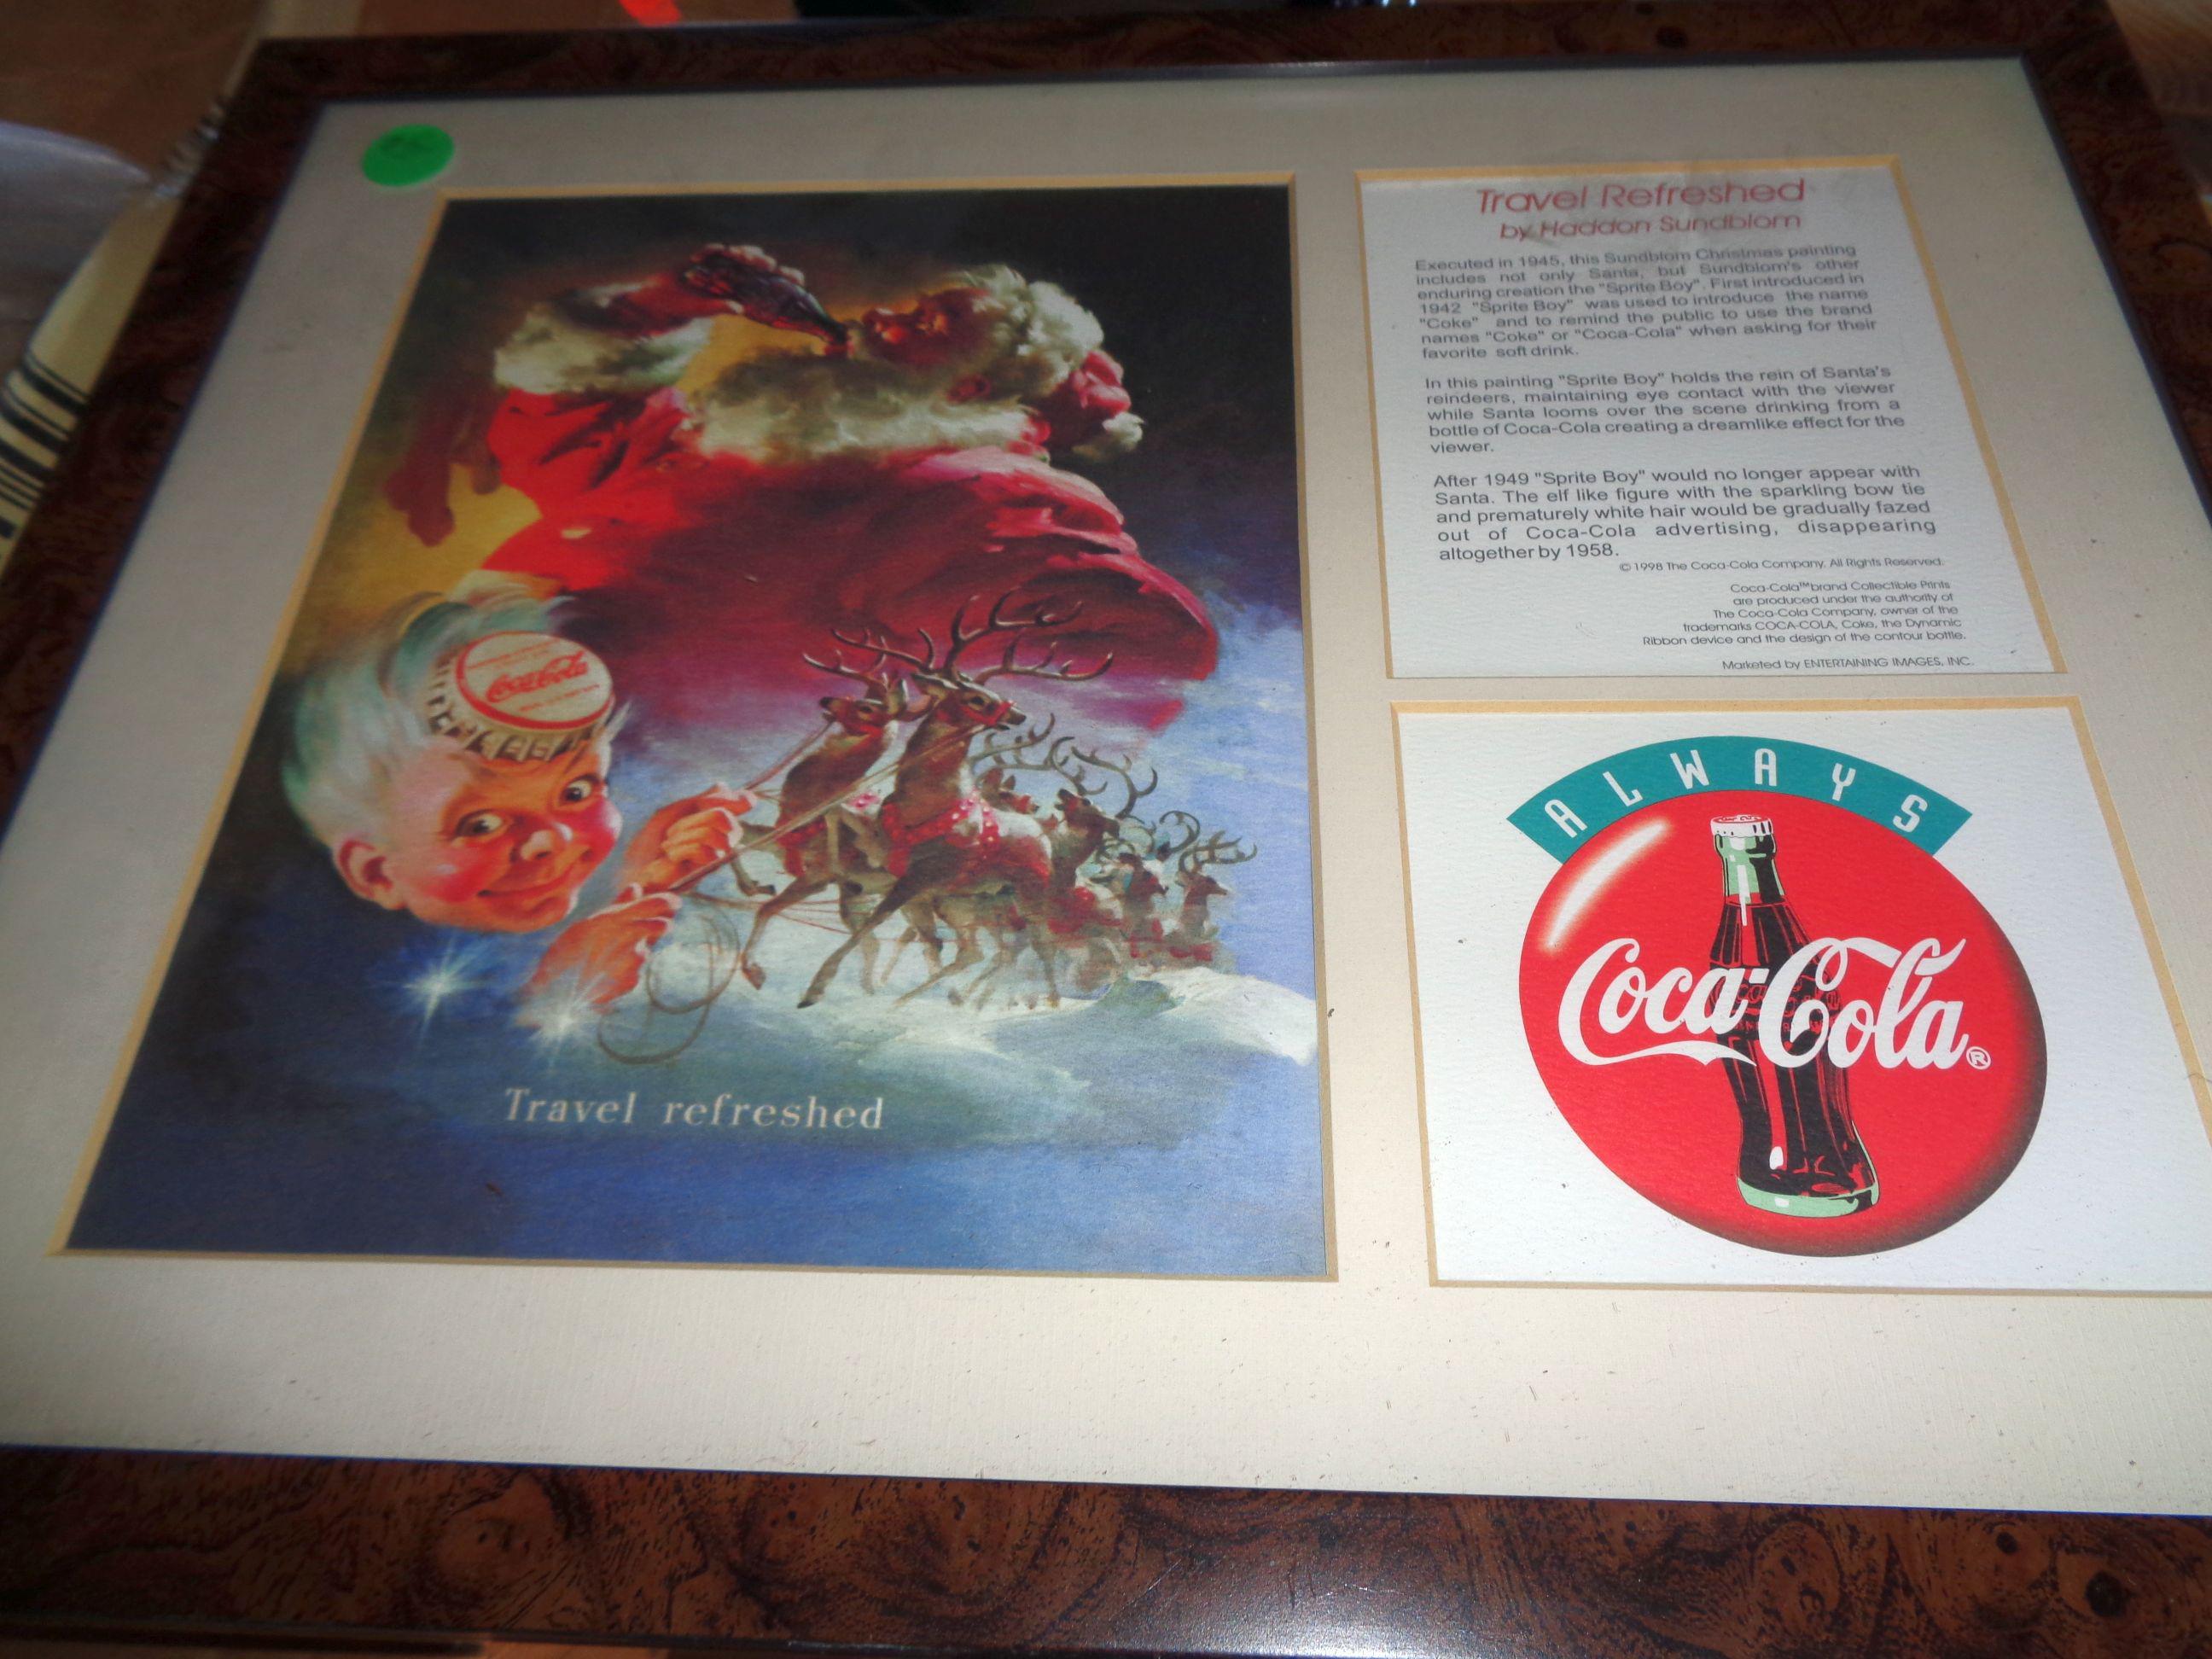 Travel Refreshed
by Haddon Sundblom
Executed in 1945, this Sundblom Christmas painting
includes not only Santa, but Sundblom's other
enduring creation the "Sprite Boy". First introduced in
1942 "Sprite Boy" was used to introduce the name
"Coke" and to remind the public to use the brand
names "Coke" or "Coca-Cola" when asking for their
favorite soft drink.
In this painting "Sprite Boy" holds the rein of Santa's
reindeers, maintaining eye contact with the viewer
while Santa looms over the scene drinking from a
bottle of Coca-Cola creating a dreamlike effect for the
viewer.
After 1949 "Sprite Boy" would no longer appear with
Santa. The elf like figure with the sparkling bow tie
and prematurely white hair would be gradually fazed
out of Coca-Cola advertising, disappearing
altogether by 1958.
© 1998 The Coca-Cola Company. All Rights Reserved.
Coca-Cola™ brand Collectible Prints
are produced under the authority of
The Coca-Cola Company, owner of the
trademarks COCA-COLA, Coke, the Dynamic
Ribbon device and the design of the contour bottle.
Marketed by ENTERTAINING IMAGES, INC.
Coca-Cola
Travel refreshed
ALWAYS
Coca-Cola®